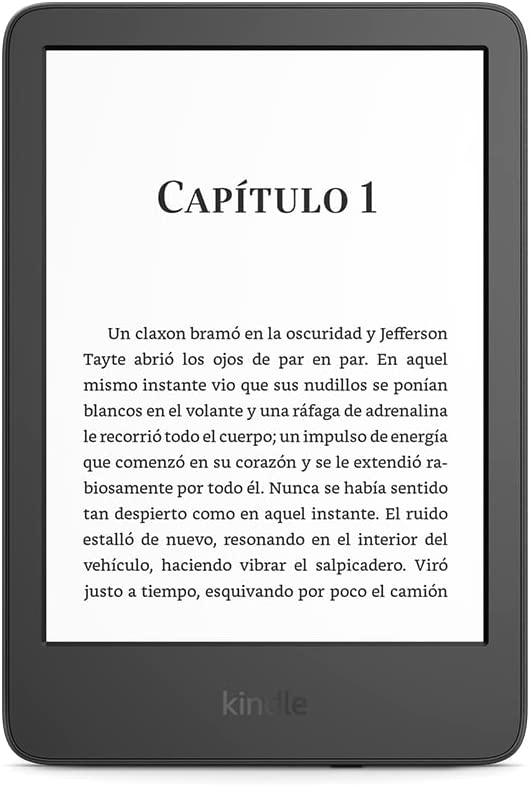 CAPÍTULO 1
Un claxon bramó en la oscuridad y Jefferson
Tayte abrió los ojos de par en par. En aquel
mismo instante vio que sus nudillos se ponían
blancos en el volante y una ráfaga de adrenalina
le recorrió todo el cuerpo; un impulso de energía
que comenzó en su corazón y se le extendió ra-
biosamente por todo él. Nunca se había sentido
tan despierto como en aquel instante. El ruido
estalló de nuevo, resonando en el interior del
vehículo, haciendo vibrar el salpicadero. Viró
justo a tiempo, esquivando por poco el camión
kindle